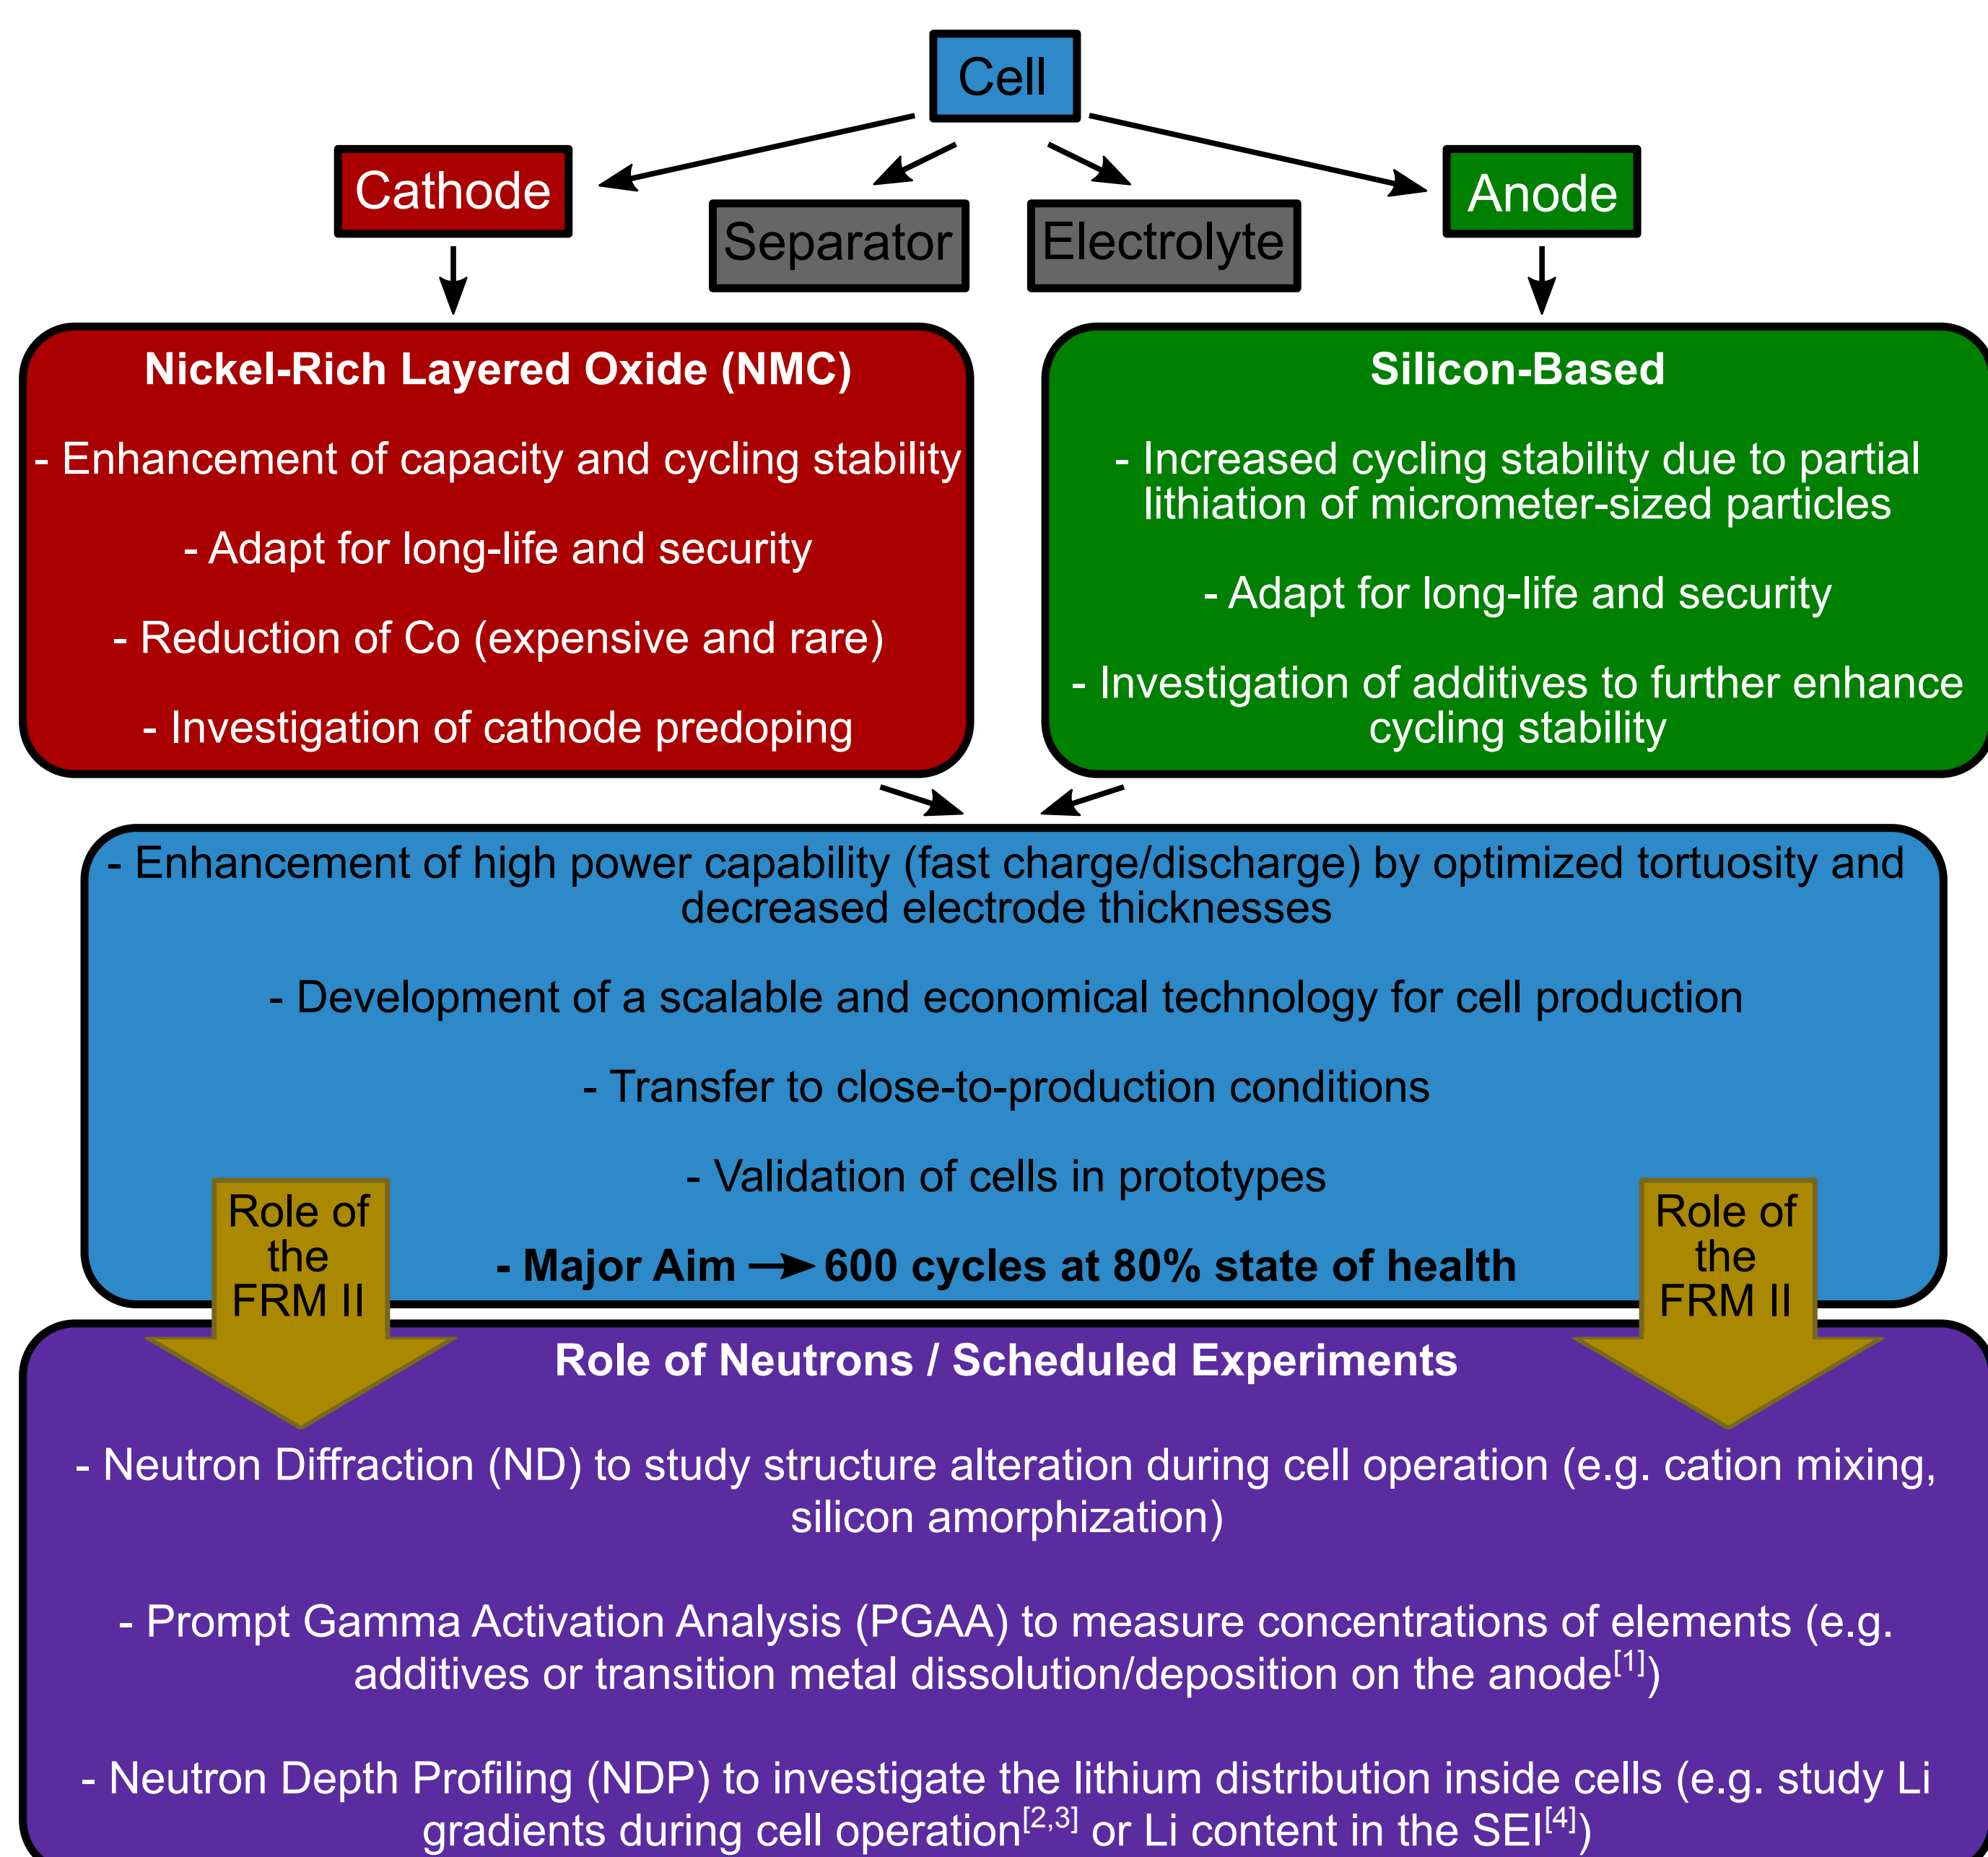 Cell
Cathode
Separator
Electrolyte
Anode
Nickel-Rich Layered Oxide (NMC)
- Enhancement of capacity and cycling stability
- Adapt for long-life and security
- Reduction of Co (expensive and rare)
- Investigation of cathode predoping
Silicon-Based
- Increased cycling stability due to partial
lithiation of micrometer-sized particles
- Adapt for long-life and security
- Investigation of additives to further enhance
cycling stability
- Enhancement of high power capability (fast charge/discharge) by optimized tortuosity and
decreased electrode thicknesses
- Development of a scalable and economical technology for cell production
- Transfer to close-to-production conditions
- Validation of cells in prototypes
- Major Aim → 600 cycles at 80% state of health
Role of
the
FRM II
Role of
the
FRM II
Role of Neutrons / Scheduled Experiments
- Neutron Diffraction (ND) to study structure alteration during cell operation (e.g. cation mixing,
silicon amorphization)
- Prompt Gamma Activation Analysis (PGAA) to measure concentrations of elements (e.g.
additives or transition metal dissolution/deposition on the anode[1])
- Neutron Depth Profiling (NDP) to investigate the lithium distribution inside cells (e.g. study Li
gradients during cell operation[2,3] or Li content in the SEI[4])